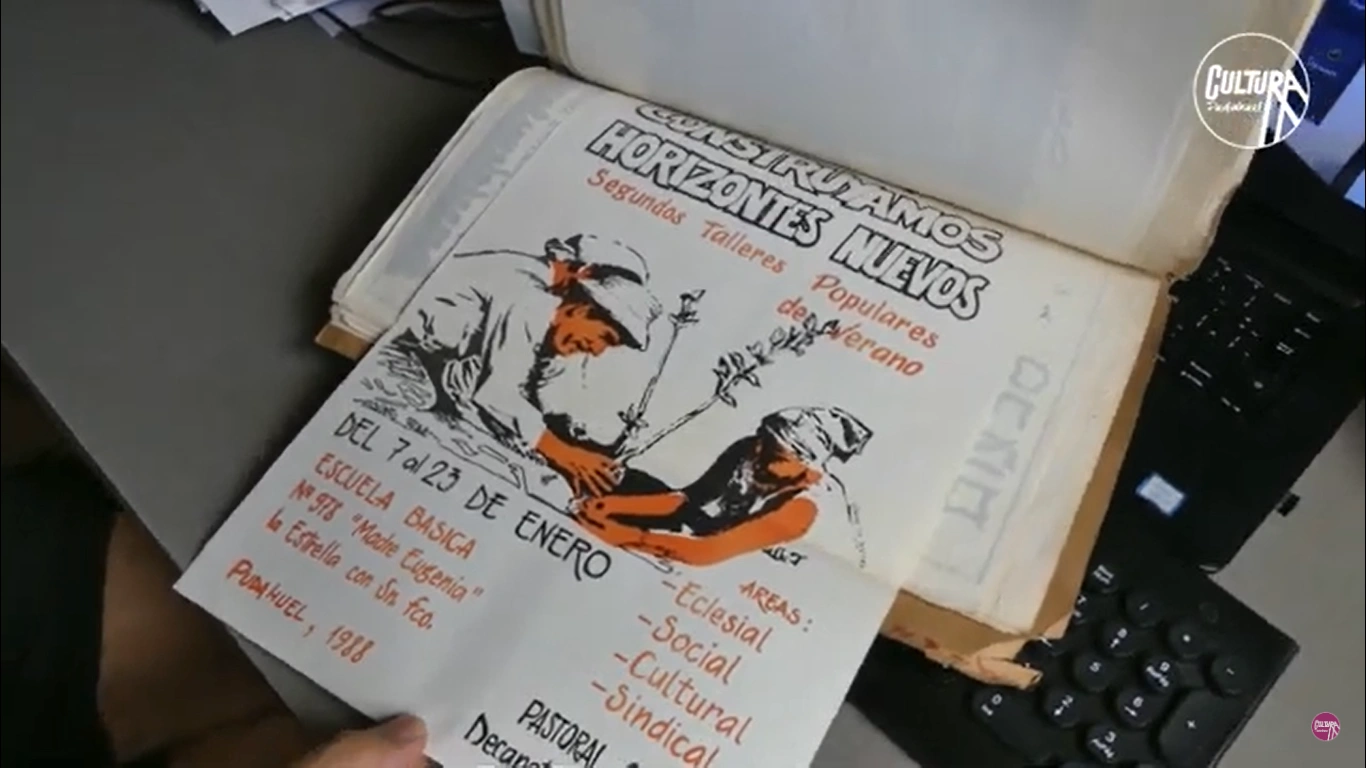 CONSTRUYAMOS
HORIZONTES NUEVOS
Segundos Talleres Populares
de Verano
DEL 7 al 23 DE ENERO
ESCUELA BASICA
Nº 978 "Madre Eugenia"
la Estrella con Sn. Fco.
PUDAHUEL, 1988
AREAS:
-Eclesial
-Social
-Cultural
-Sindical
PASTORAL
CULTURA